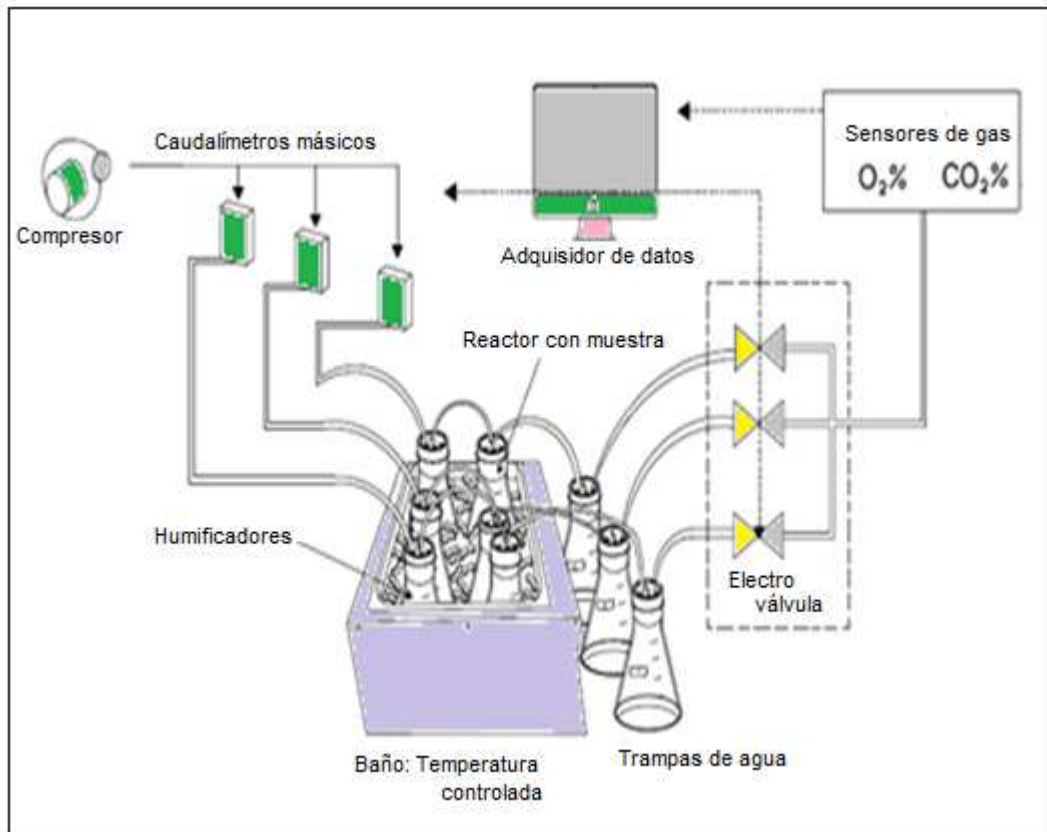 Caudalímetros másicos
Compresor
Adquisidor de datos
Sensores de gas
O₂% CO₂%
Reactor con muestra
Humificadores
Electro
válvula
Baño: Temperatura
controlada
Trampas de agua